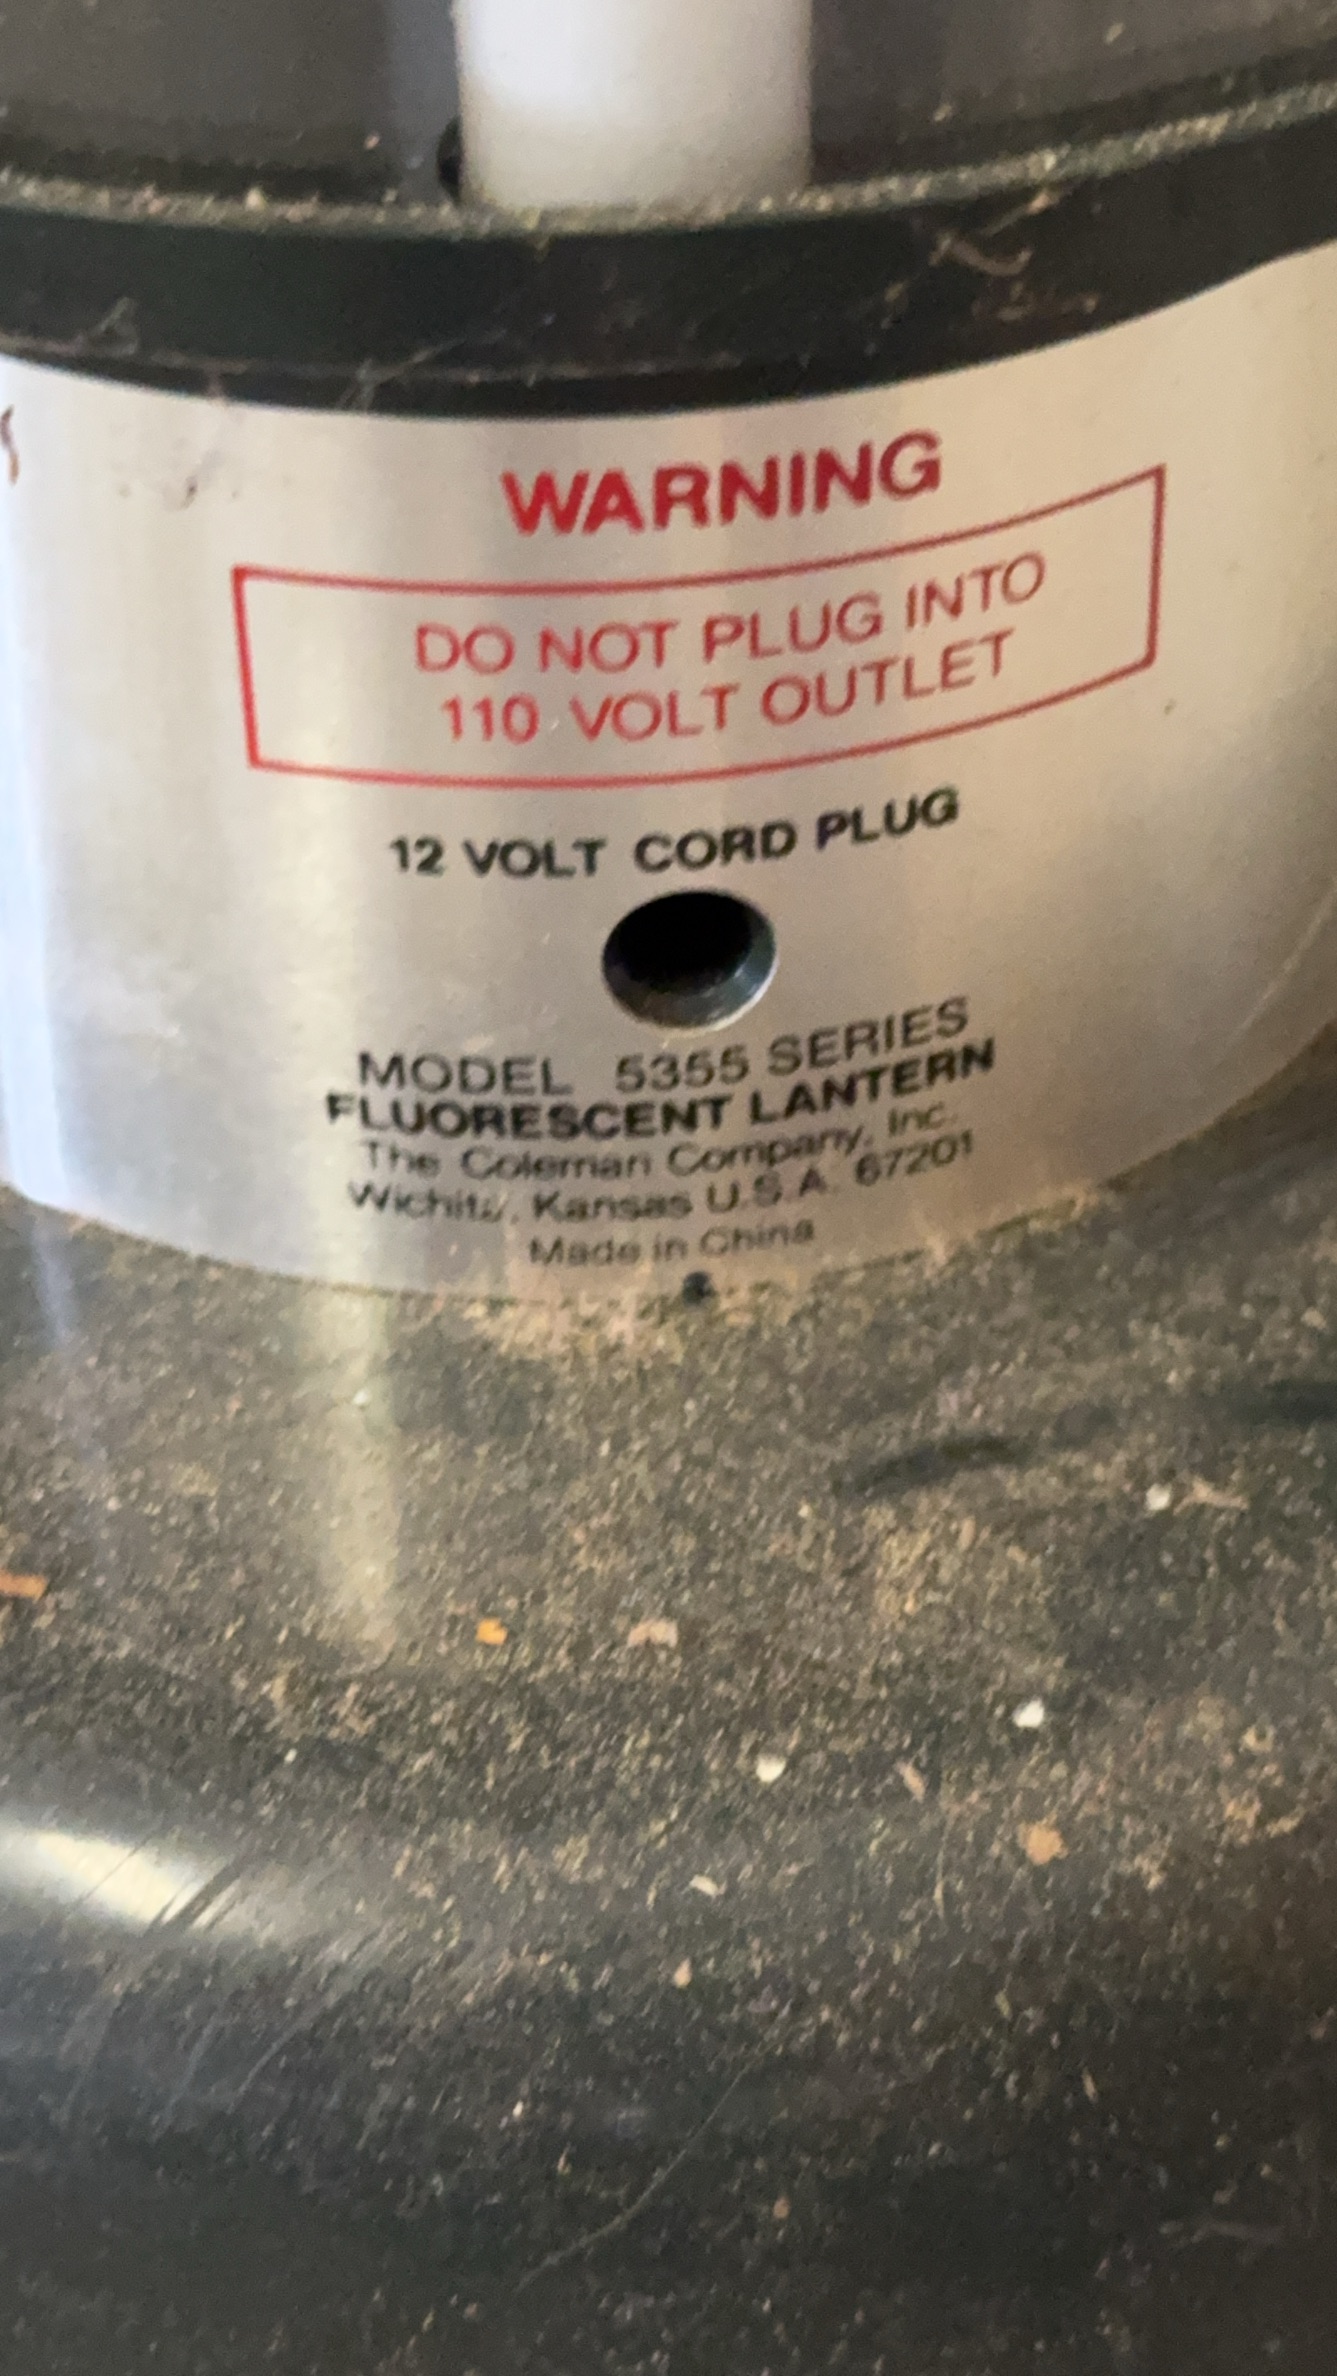 WARNING
DO NOT PLUG INTO
110 VOLT OUTLET
12 VOLT CORD PLUG
MODEL 5355 SERIES
FLUORESCENT LANTERN
The Coleman Company, Inc.
Wichita, Kansas U.S.A. 67201
Made in China